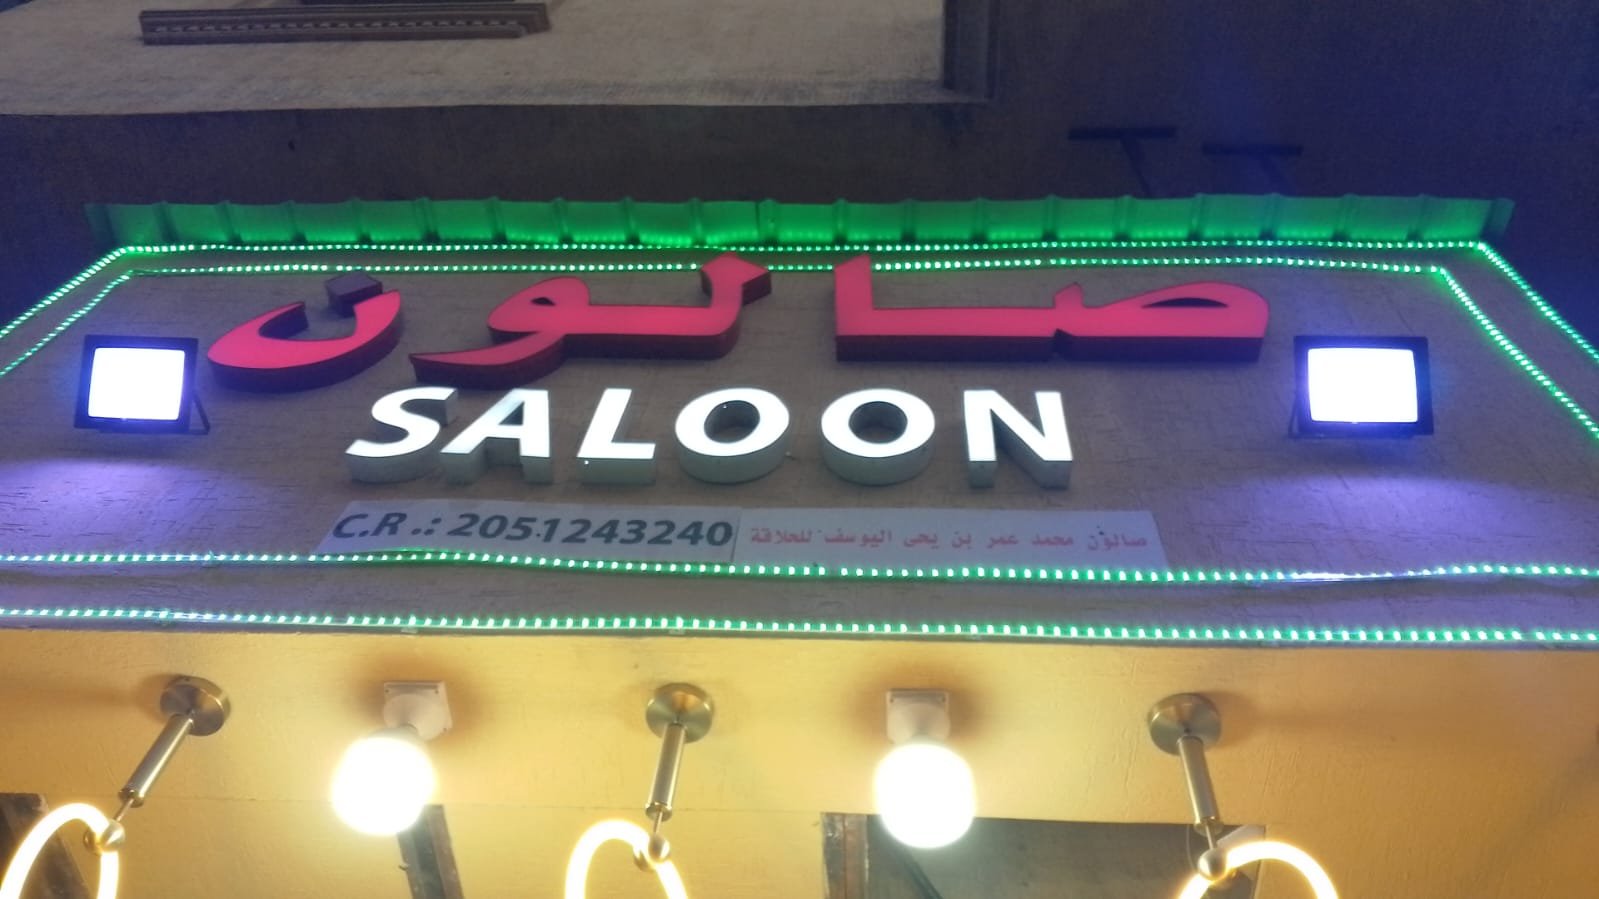 صالون
SALOON
C.R .: 2051243240
صالون محمد عمر بن يحى اليوسف للحلاقة